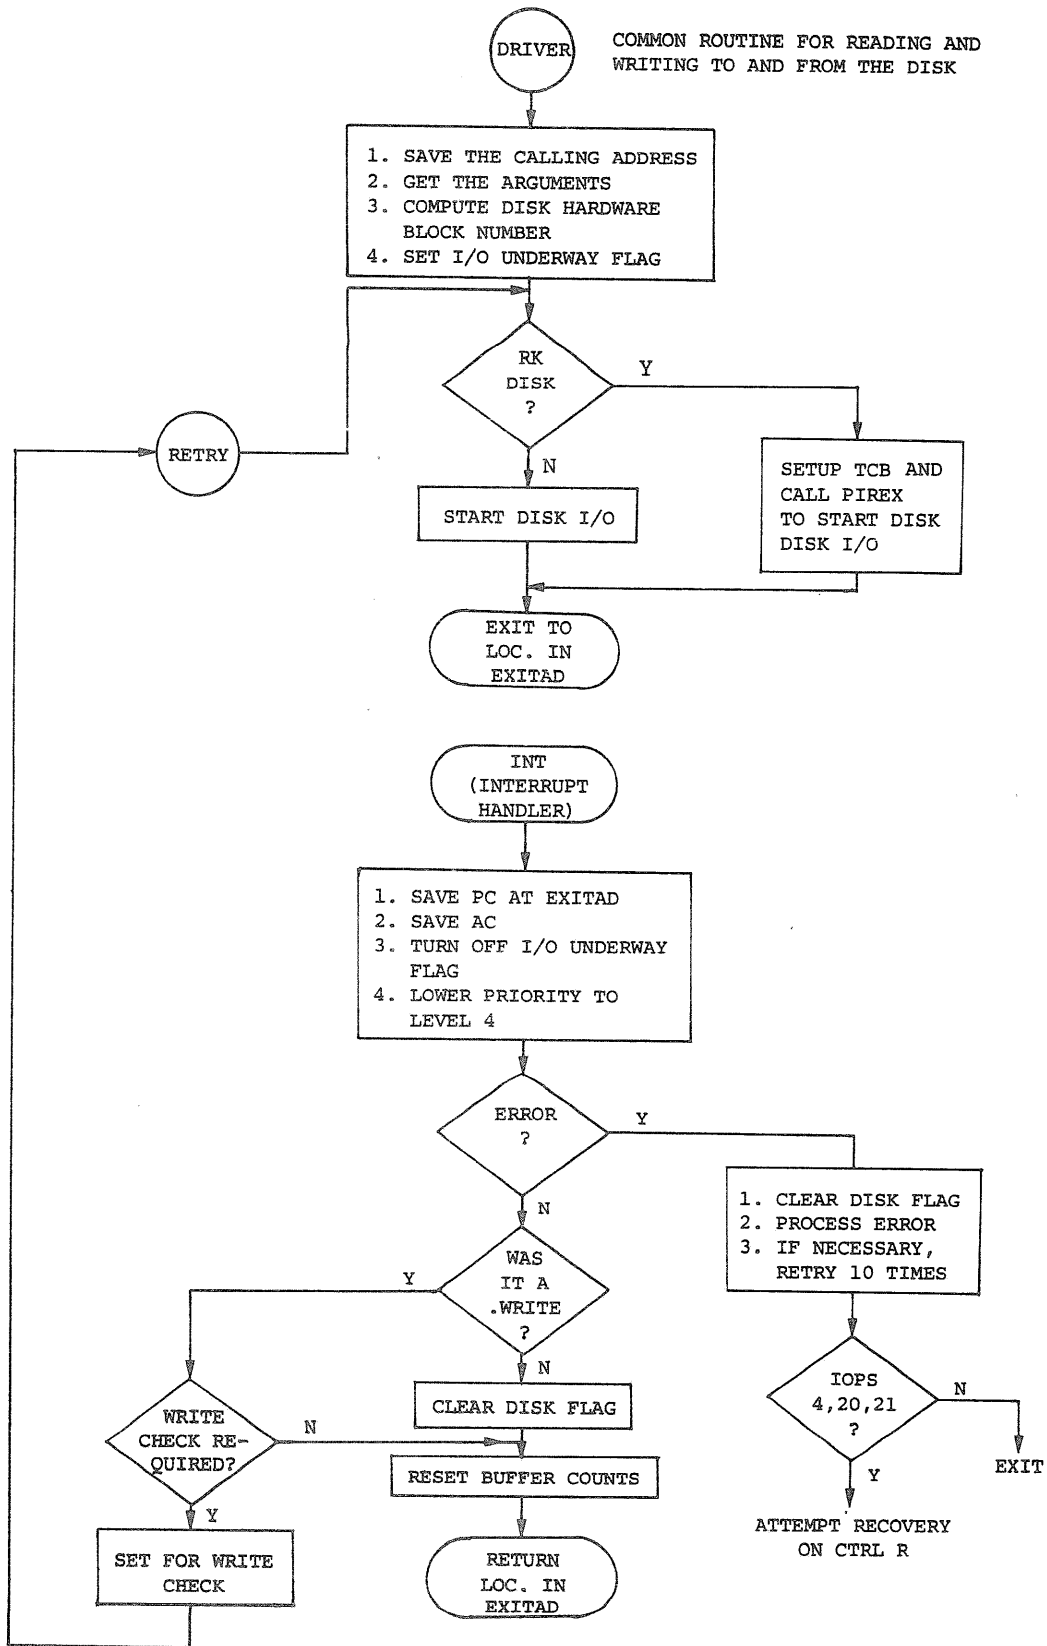 DRIVER
COMMON ROUTINE FOR READING AND
WRITING TO AND FROM THE DISK
1. SAVE THE CALLING ADDRESS
2. GET THE ARGUMENTS
3. COMPUTE DISK HARDWARE
BLOCK NUMBER
4. SET I/O UNDERWAY FLAG
RK
DISK
?
Y
N
RETRY
START DISK I/O
SETUP TCB AND
CALL PIREX
TO START DISK
DISK I/O
EXIT TO
LOC. IN
EXITAD
INT
(INTERRUPT
HANDLER)
1. SAVE PC AT EXITAD
2. SAVE AC
3. TURN OFF I/O UNDERWAY
FLAG
4. LOWER PRIORITY TO
LEVEL 4
ERROR
?
Y
N
1. CLEAR DISK FLAG
2. PROCESS ERROR
3. IF NECESSARY,
RETRY 10 TIMES
WAS
IT A
.WRITE
?
Y
N
IOPS
4,20,21
?
N
EXIT
Y
ATTEMPT RECOVERY
ON CTRL R
CLEAR DISK FLAG
WRITE
CHECK RE-
QUIRED?
N
Y
RESET BUFFER COUNTS
SET FOR WRITE
CHECK
RETURN
LOC. IN
EXITAD